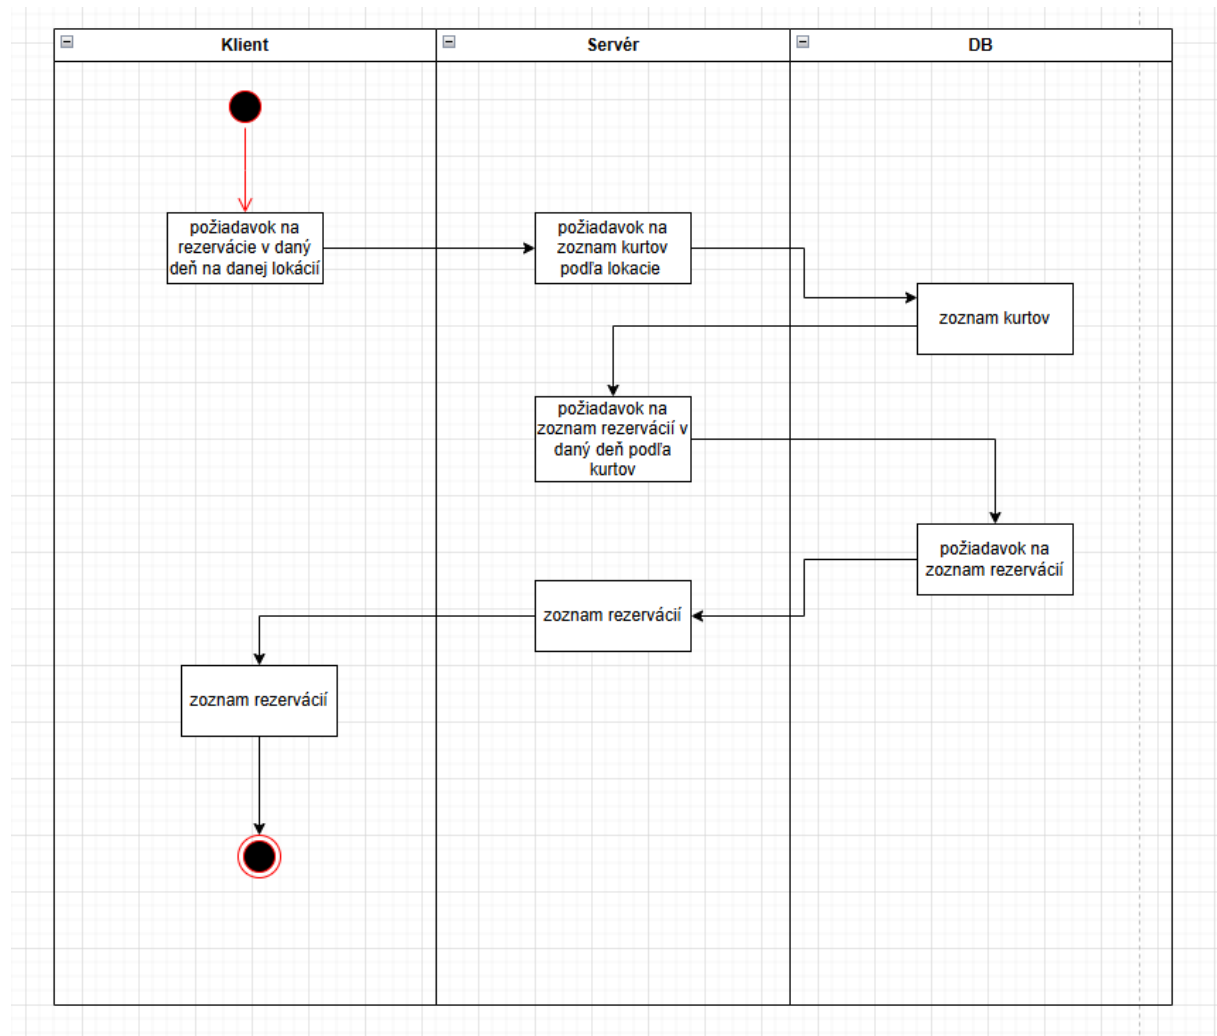 Klient
Servér
DB
požiadavok na
rezervácie v daný
deň na danej lokácií
požiadavok na
zoznam kurtov
podľa lokacie
zoznam kurtov
požiadavok na
zoznam rezervácií v
daný deň podľa
kurtov
požiadavok na
zoznam rezervácií
zoznam rezervácií
zoznam rezervácií